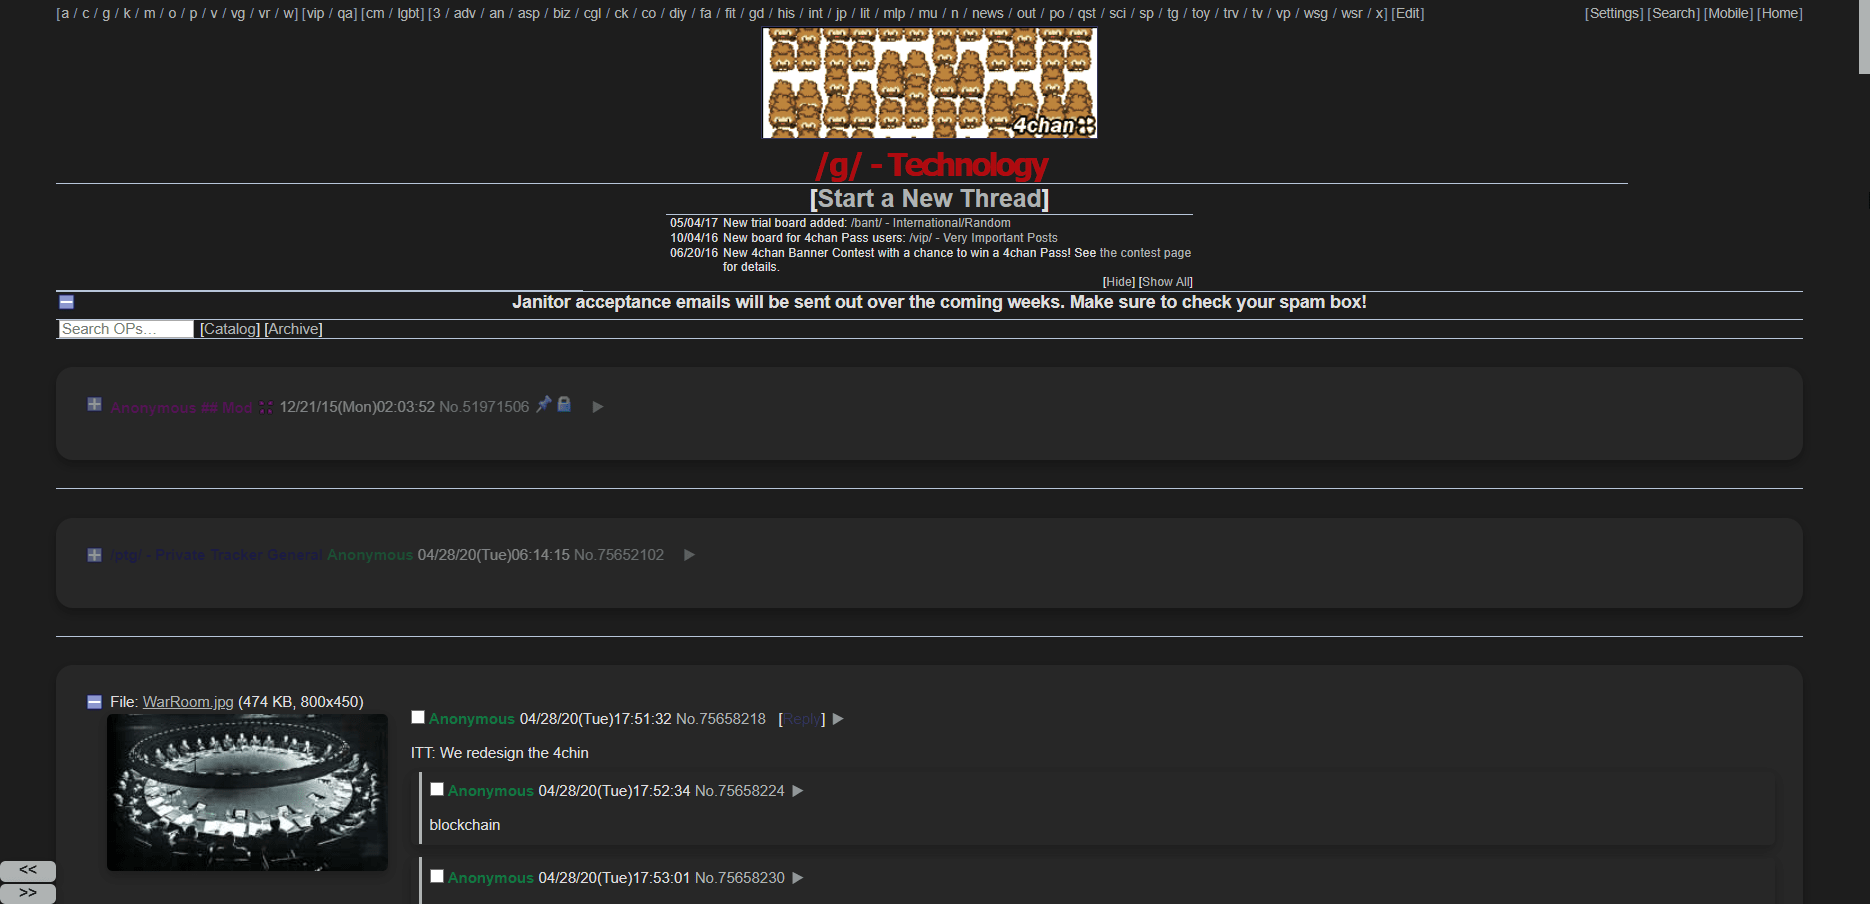 [a / c / g / k / m / o / p / v / vg / vr / w] [vip / qa] [cm / lgbt] [3 / adv / an / asp / biz / cgl / ck / co / diy / fa / fit / gd / his / int / jp / lit / mlp / mu / n / news / out / po / qst / sci / sp / tg / toy / trv / tv / vp / wsg / wsr / x] [Edit] [Settings] [Search] [Mobile] [Home]
4chan
/g/ - Technology
[Start a New Thread]
05/04/17 New trial board added: /bant/ - International/Random
10/04/16 New board for 4chan Pass users: /vip/ - Very Important Posts
06/20/16 New 4chan Banner Contest with a chance to win a 4chan Pass! See the contest page
for details.
[Hide] [Show All]
Janitor acceptance emails will be sent out over the coming weeks. Make sure to check your spam box!
Search OPs... [Catalog] [Archive]
Anonymous ## Mod 12/21/15(Mon)02:03:52 No.51971506 ▶
/ptg/ - Private Tracker General Anonymous 04/28/20(Tue)06:14:15 No.75652102 ▶
File: WarRoom.jpg (474 KB, 800x450)
Anonymous 04/28/20(Tue)17:51:32 No.75658218 [Reply] ▶
ITT: We redesign the 4chin
Anonymous 04/28/20(Tue)17:52:34 No.75658224 ▶
blockchain
Anonymous 04/28/20(Tue)17:53:01 No.75658230 ▶
<<
>>